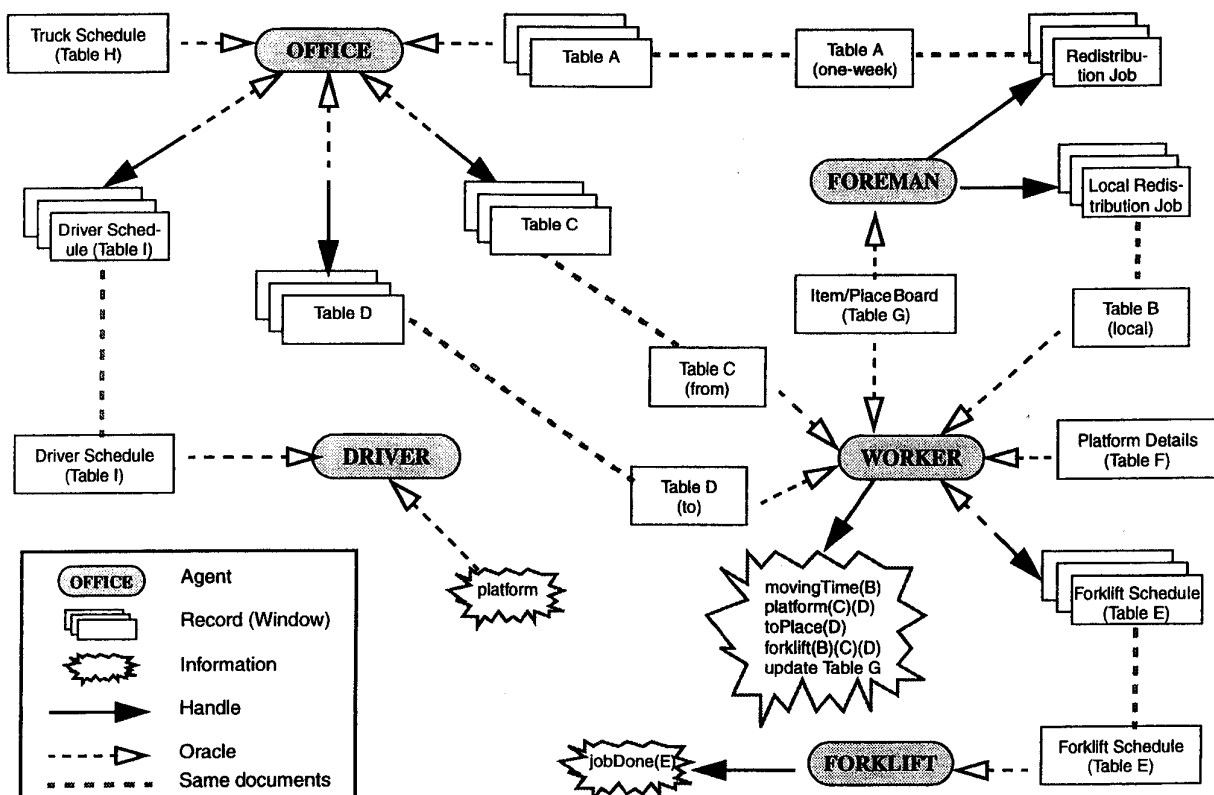 Truck Schedule
(Table H)
OFFICE
Table A
Table A
(one-week)
Redistribu-
tion Job
FOREMAN
Local Redis-
tribution Job
Driver Sched-
ule (Table I)
Table C
Table D
Item/Place Board
(Table G)
Table B
(local)
Table C
(from)
Driver Schedule
(Table I)
DRIVER
WORKER
Platform Details
(Table F)
Table D
(to)
platform
movingTime(B)
platform(C)(D)
toPlace(D)
forklift(B)(C)(D)
update Table G
Forklift Schedule
(Table E)
jobDone(E)
FORKLIFT
Forklift Schedule
(Table E)
OFFICE
Agent
Record (Window)
Information
Handle
Oracle
Same documents